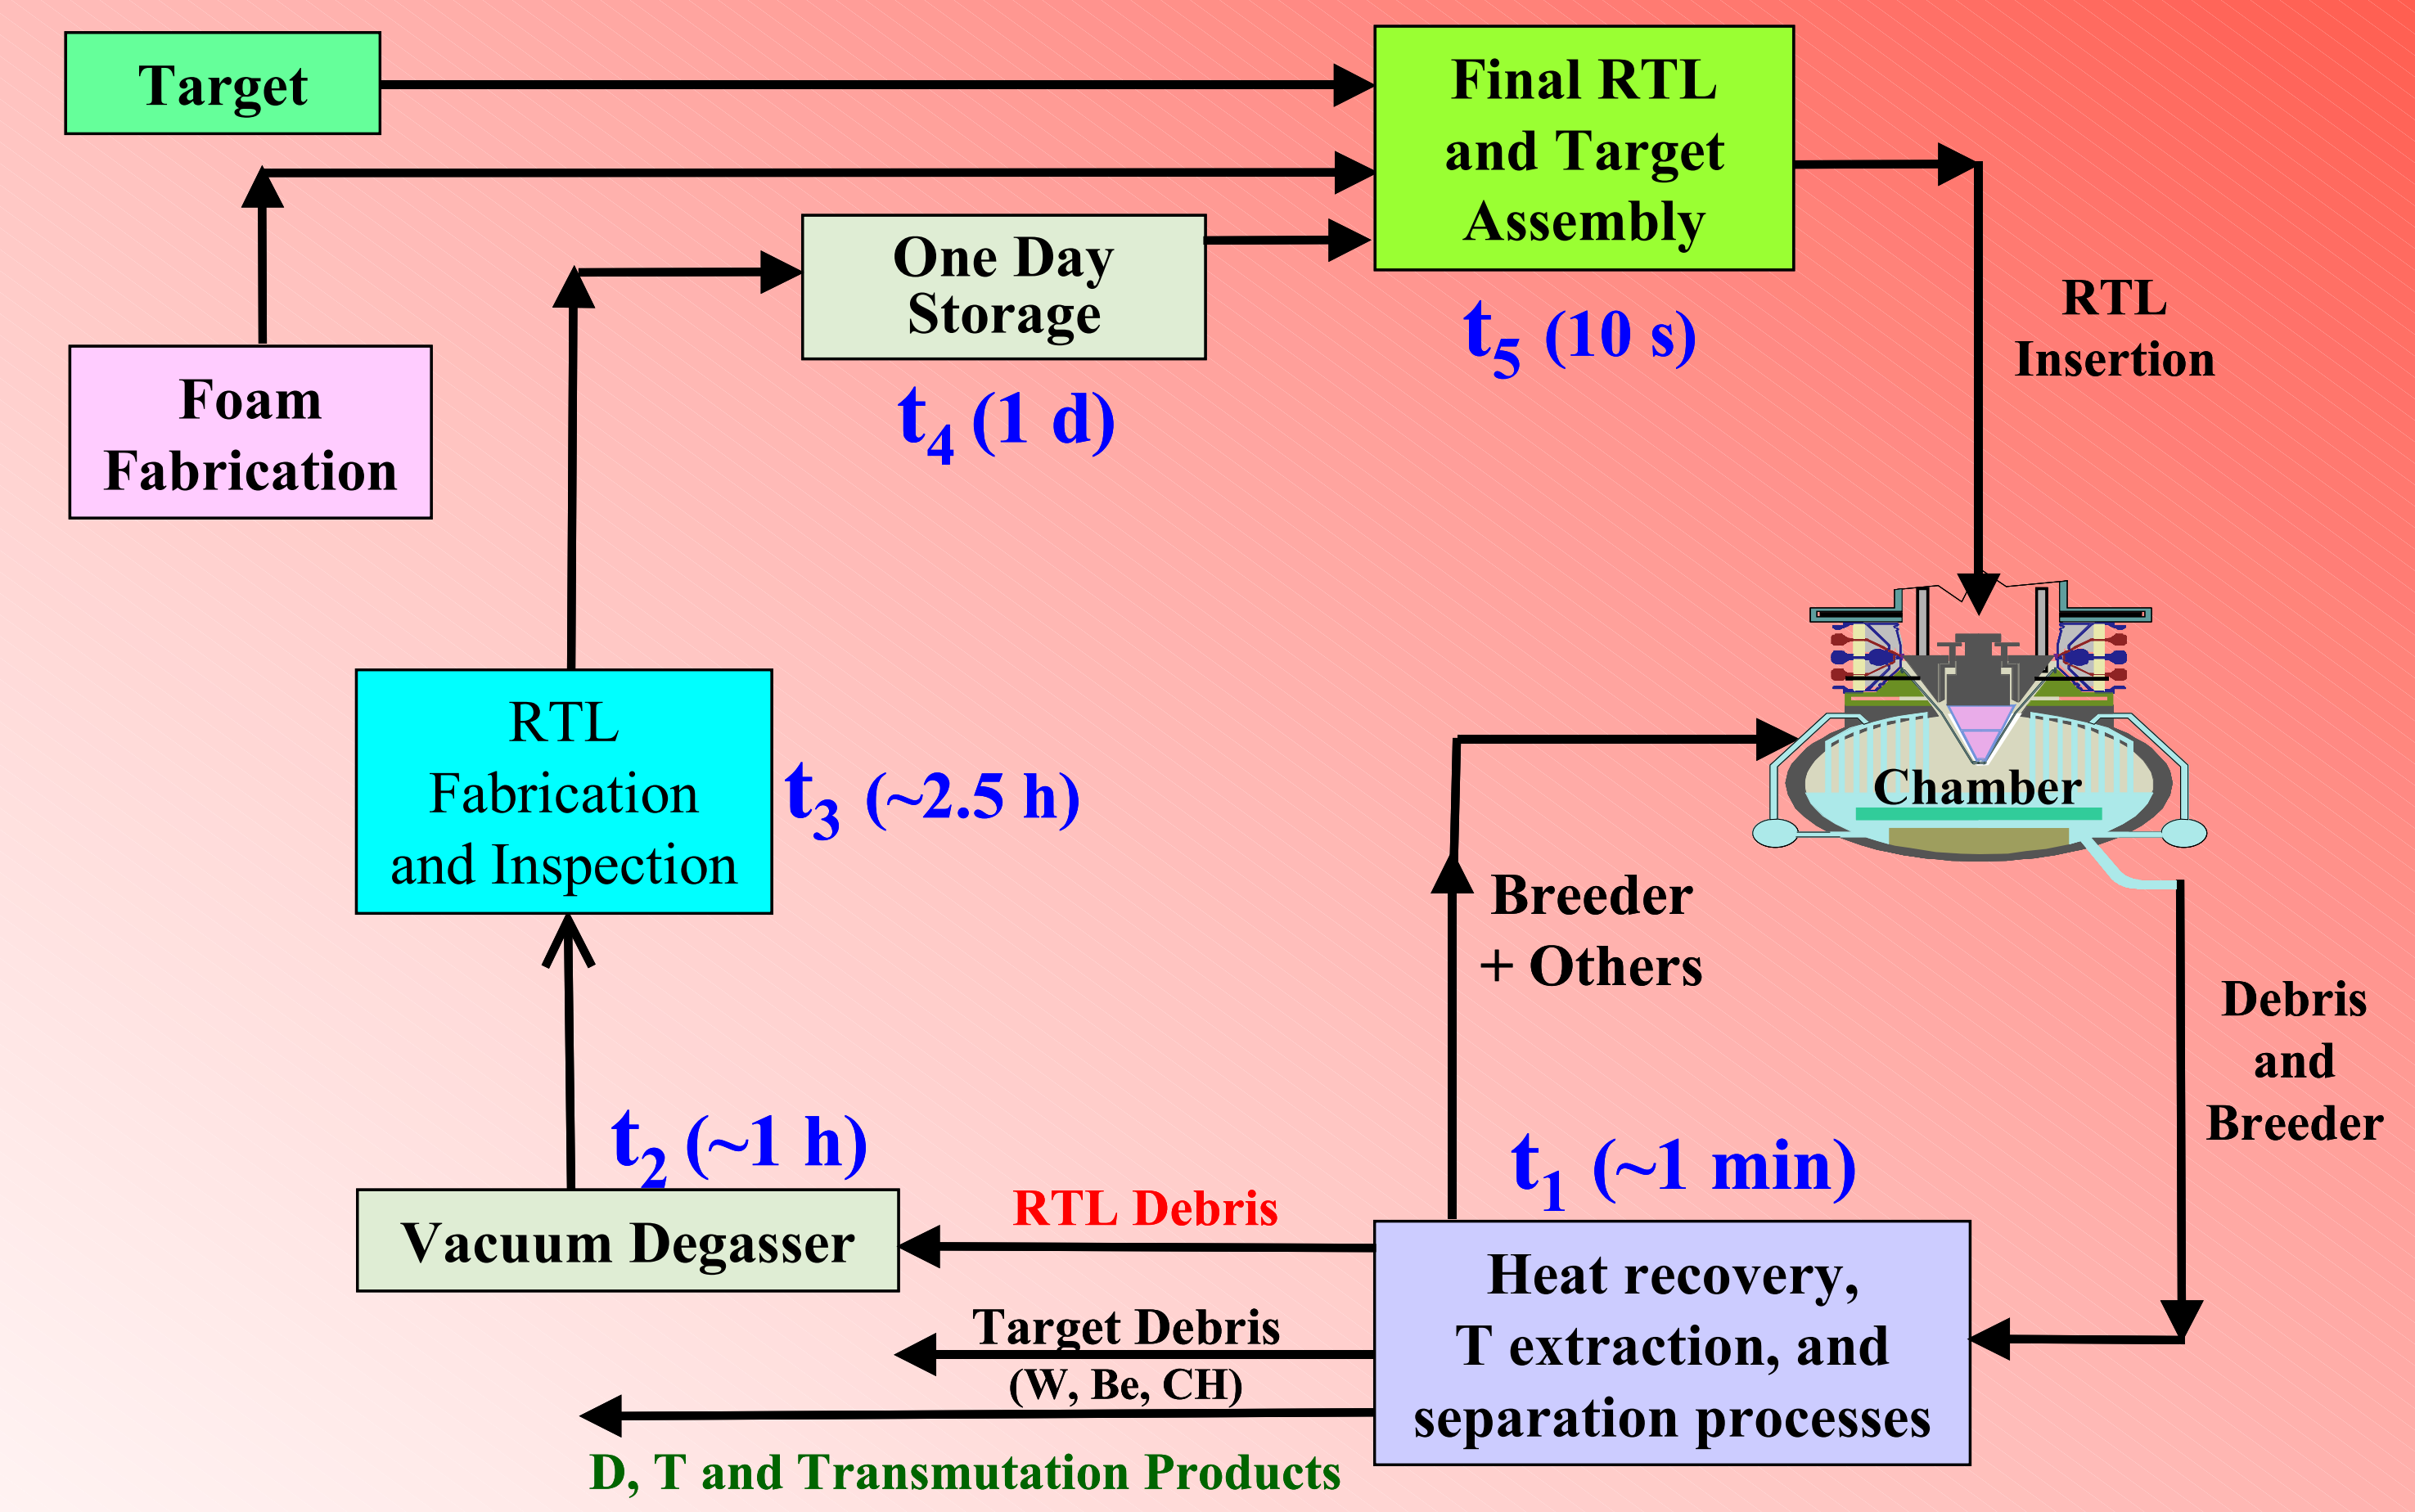 Target
Final RTL
and Target
Assembly
One Day
Storage
t5 (10 s)
RTL
Insertion
t4 (1 d)
Foam
Fabrication
RTL
Fabrication
and Inspection
t3 (~2.5 h)
Chamber
Breeder
+ Others
Debris
and
Breeder
t2 (~1 h)
t1 (~1 min)
RTL Debris
Vacuum Degasser
Heat recovery,
T extraction, and
separation processes
Target Debris
(W, Be, CH)
D, T and Transmutation Products